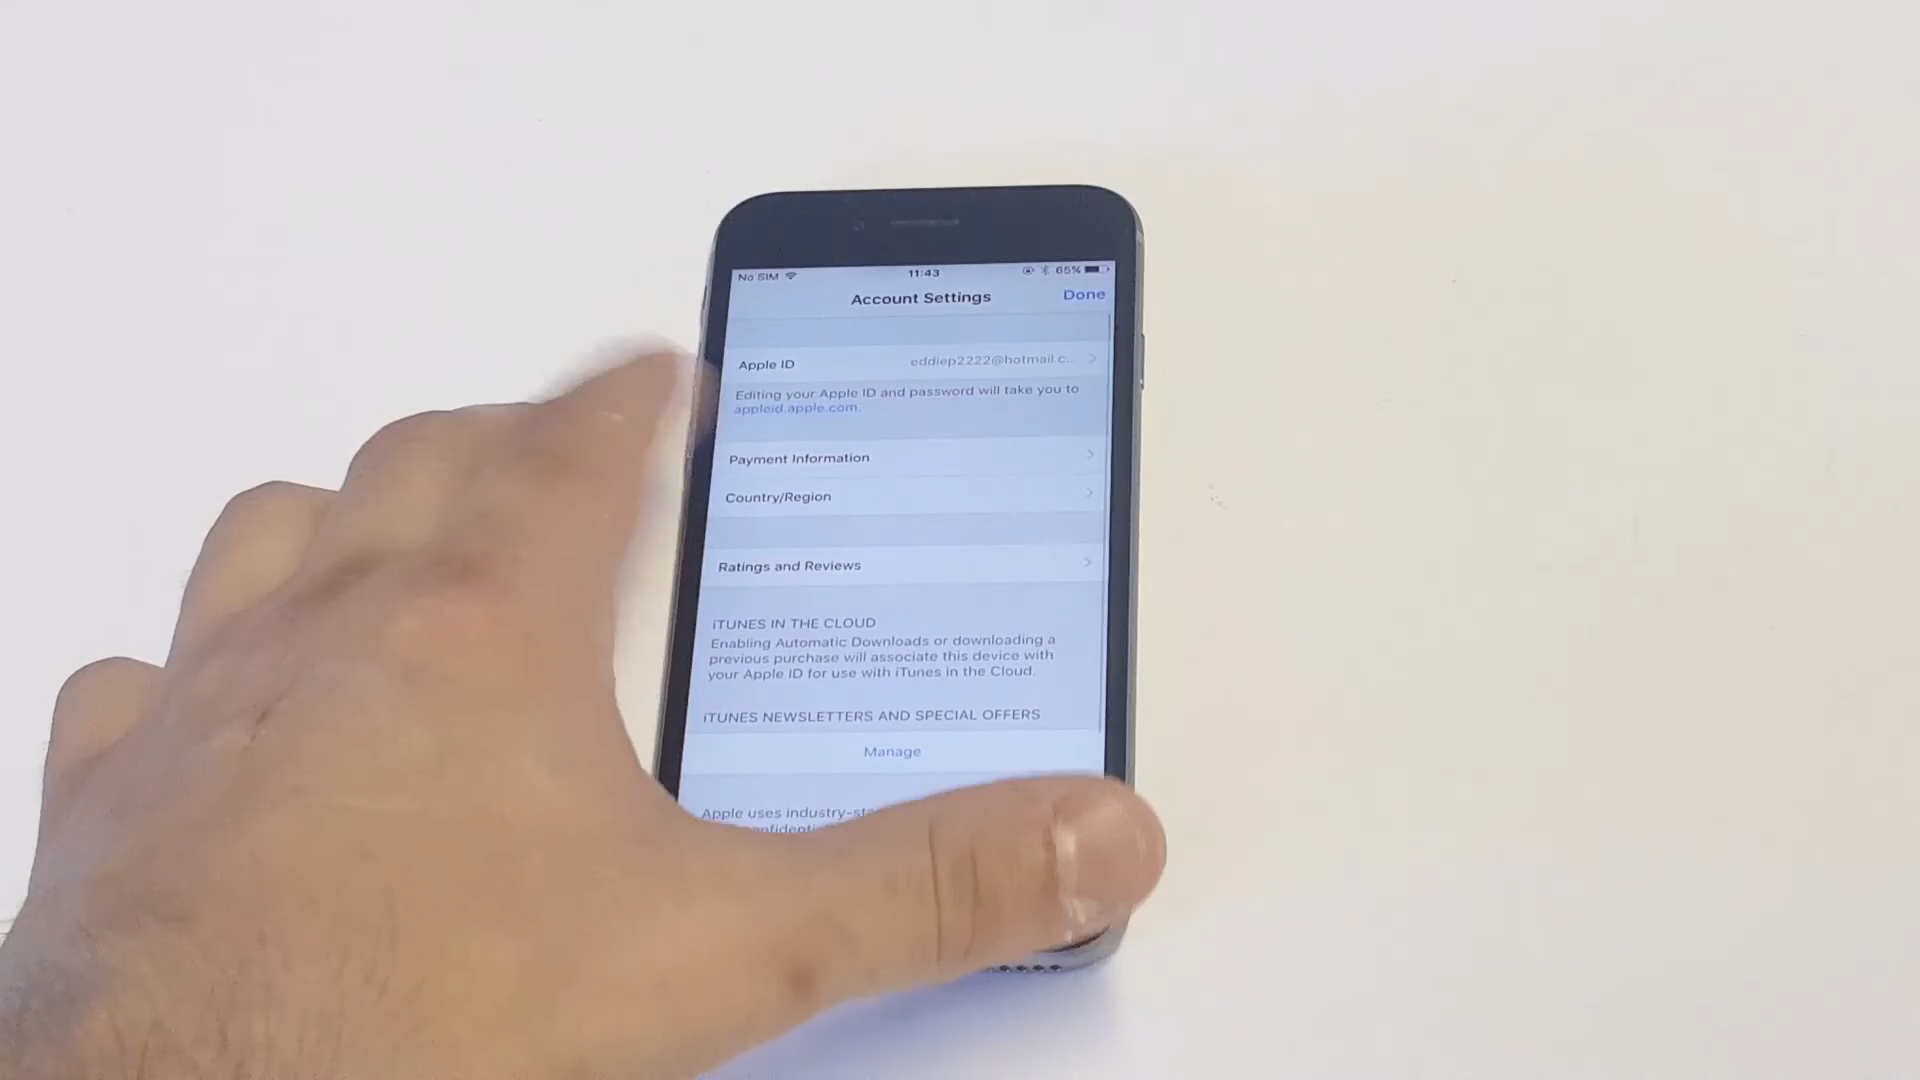 No SIM 11:43 65%
Account Settings Done
Apple ID eddiep2222@hotmail.c...
Editing your Apple ID and password will take you to
appleid.apple.com.
Payment Information
Country/Region
Ratings and Reviews
iTUNES IN THE CLOUD
Enabling Automatic Downloads or downloading a
previous purchase will associate this device with
your Apple ID for use with iTunes in the Cloud.
iTUNES NEWSLETTERS AND SPECIAL OFFERS
Manage
Apple uses